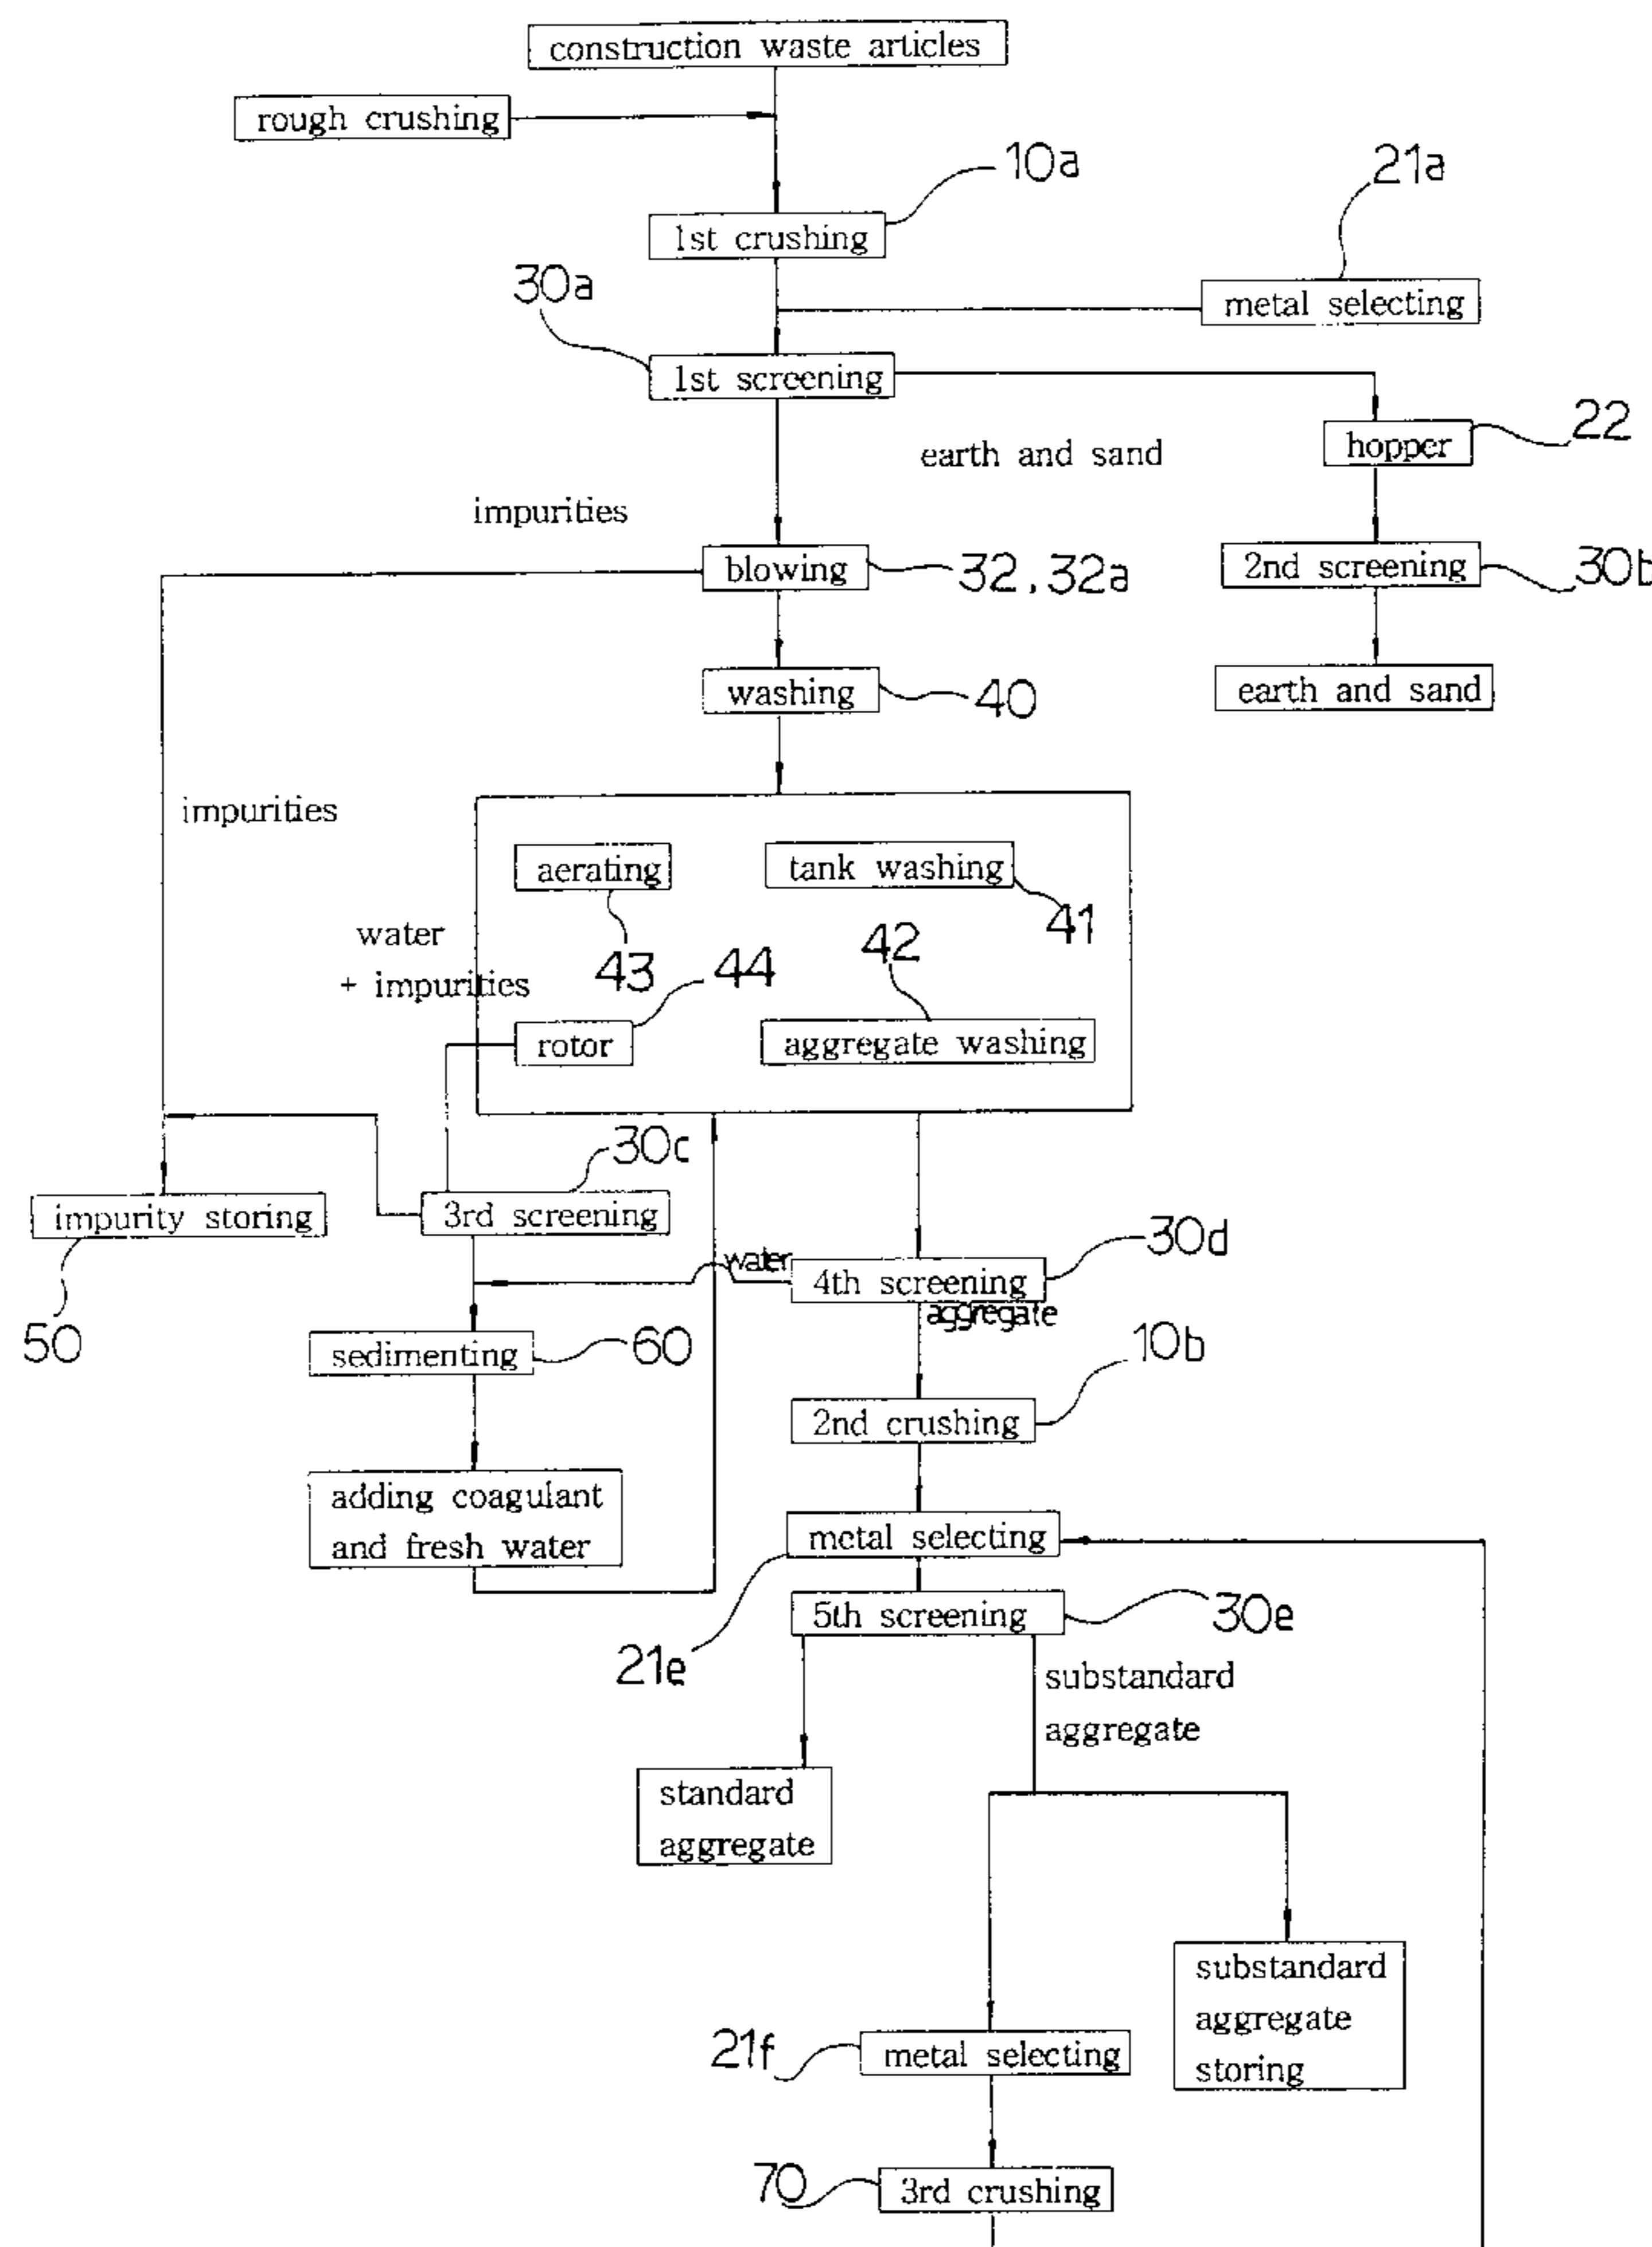 construction waste articles
rough crushing
10a
21a
1st crushing
30a
metal selecting
1st screening
22
hopper
earth and sand
impurities
blowing
32, 32a
2nd screening
30b
washing
40
earth and sand
impurities
aerating
tank washing
41
water
+ impurities
43
44
42
rotor
aggregate washing
30c
impurity storing
3rd screening
30d
water
4th screening
aggregate
50
sedimenting
60
10b
2nd crushing
adding coagulant
and fresh water
metal selecting
5th screening
30e
21e
substandard
aggregate
standard
aggregate
substandard
aggregate
storing
21f
metal selecting
70
3rd crushing